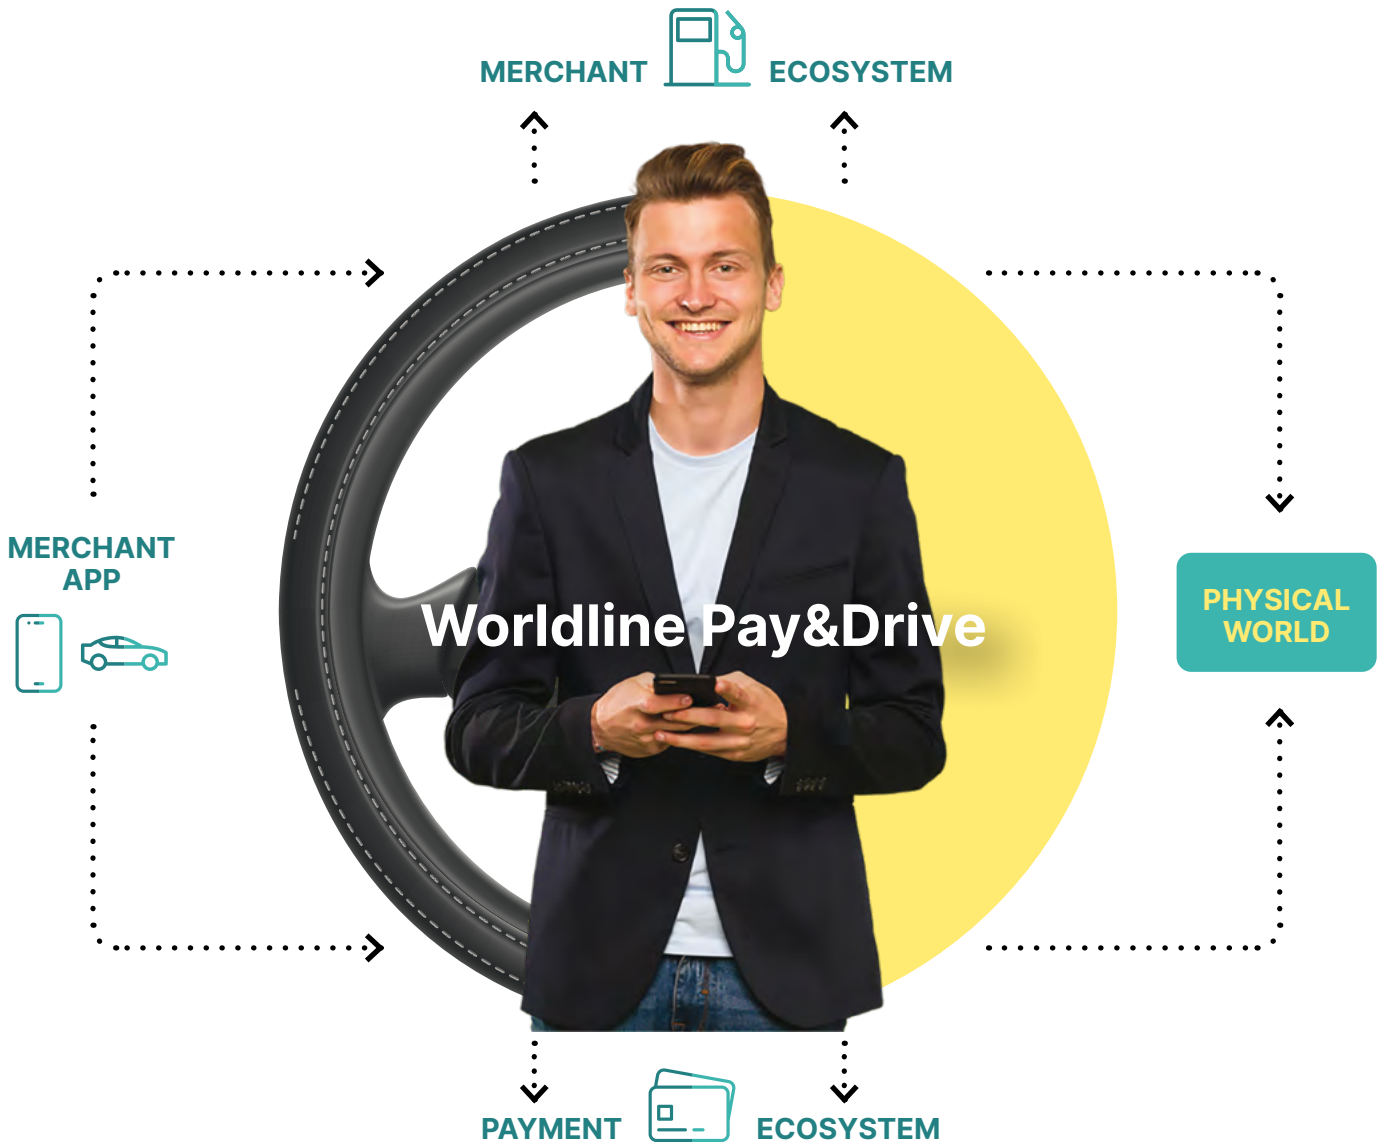 MERCHANT ECOSYSTEM
MERCHANT
APP
Worldline Pay&Drive
PHYSICAL
WORLD
PAYMENT ECOSYSTEM